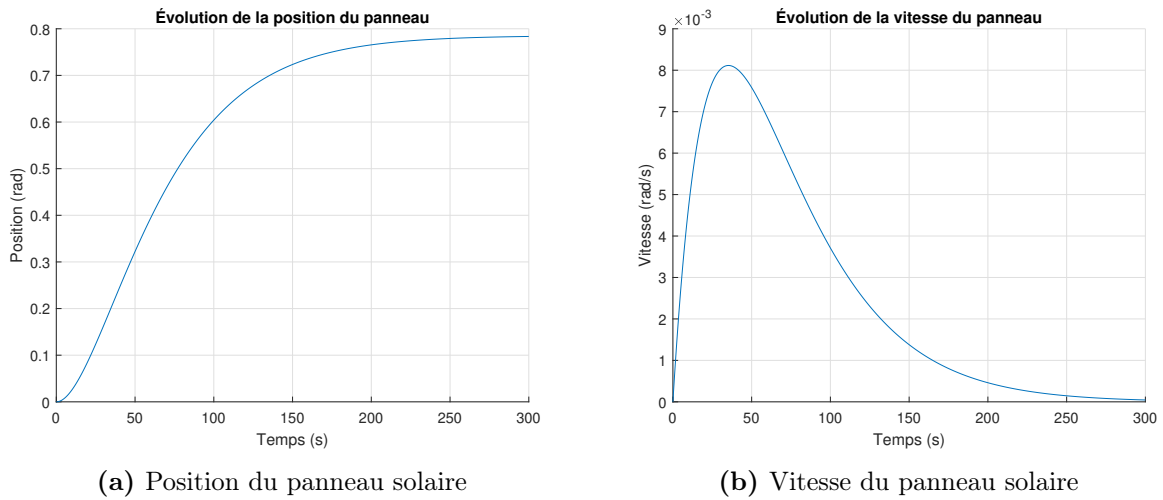 Évolution de la position du panneau
0.8
0.7
0.6
0.5
0.4
0.3
0.2
0.1
0
Position (rad)
0 50 100 150 200 250 300
Temps (s)
(a) Position du panneau solaire
Évolution de la vitesse du panneau
×10⁻³
9
8
7
6
5
4
3
2
1
0
Vitesse (rad/s)
0 50 100 150 200 250 300
Temps (s)
(b) Vitesse du panneau solaire